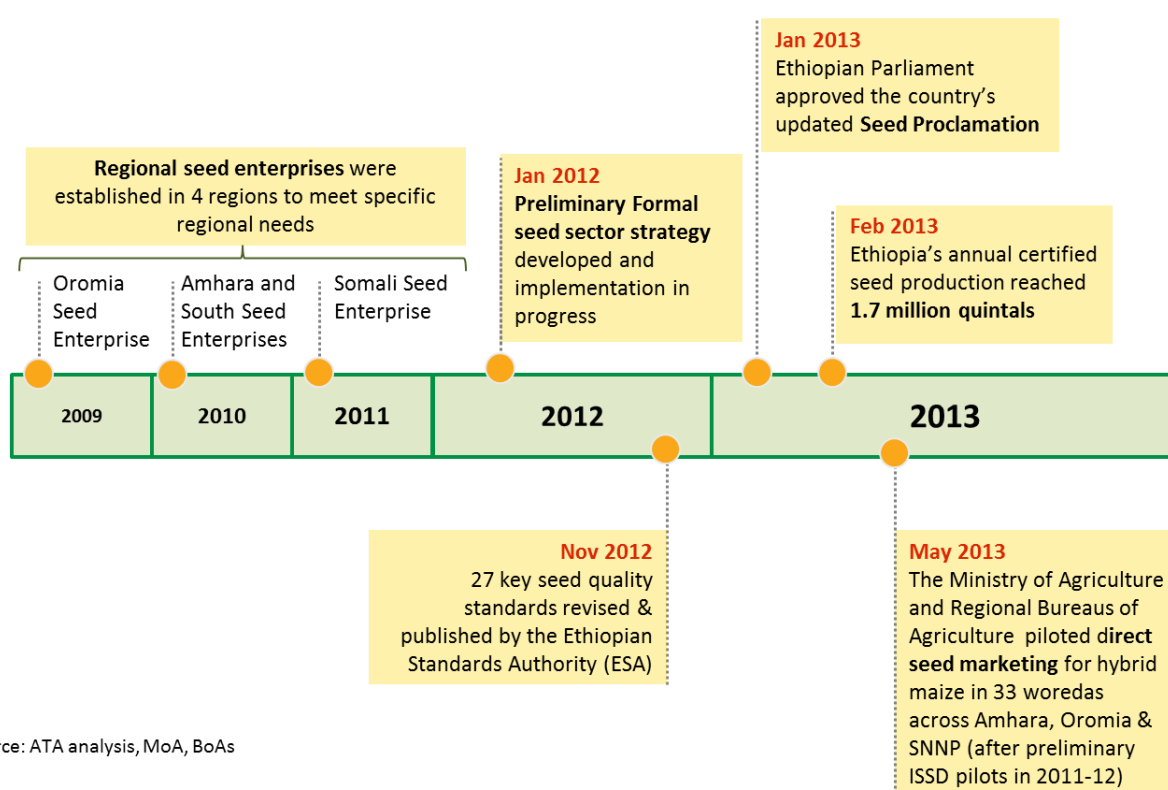 Jan 2013
Ethiopian Parliament
approved the country’s
updated Seed Proclamation
Regional seed enterprises were
established in 4 regions to meet specific
regional needs
Jan 2012
Preliminary Formal
seed sector strategy
developed and
implementation in
progress
Feb 2013
Ethiopia’s annual certified
seed production reached
1.7 million quintals
Oromia
Seed
Enterprise
Amhara and
South Seed
Enterprises
Somali Seed
Enterprise
2009
2010
2011
2012
2013
Nov 2012
27 key seed quality
standards revised &
published by the Ethiopian
Standards Authority (ESA)
May 2013
The Ministry of Agriculture
and Regional Bureaus of
Agriculture piloted direct
seed marketing for hybrid
maize in 33 woredas
across Amhara, Oromia &
SNNP (after preliminary
ISSD pilots in 2011-12)
rce: ATA analysis, MoA, BoAs